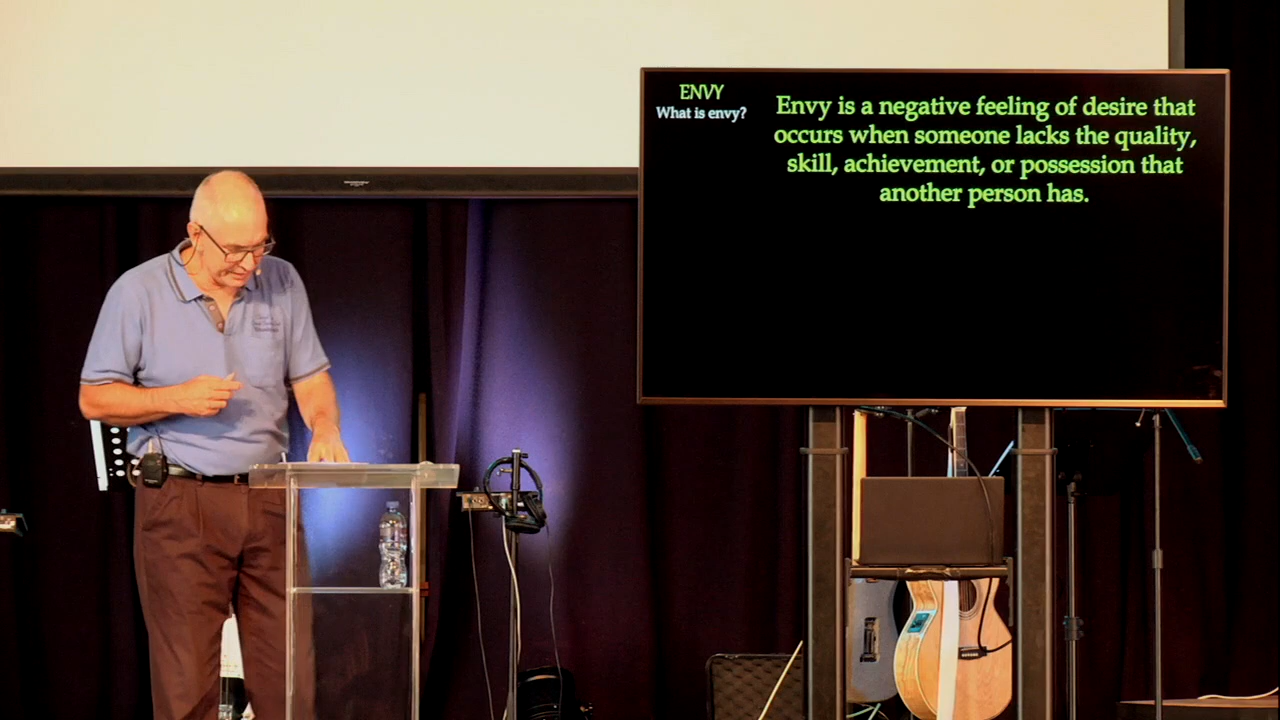 ENVY
What is envy?
Envy is a negative feeling of desire that
occurs when someone lacks the quality,
skill, achievement, or possession that
another person has.